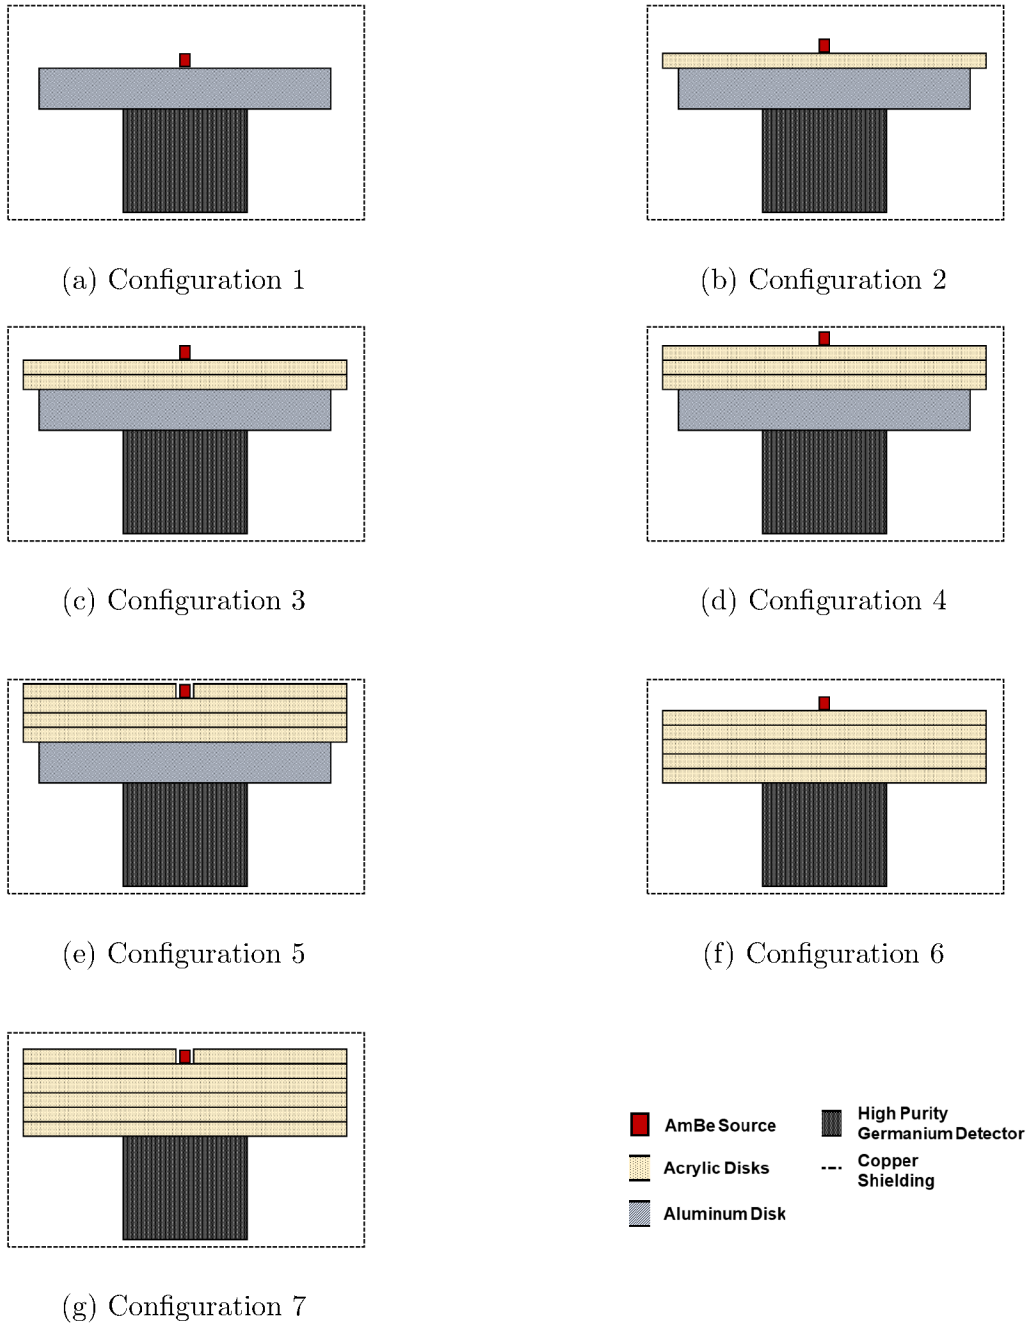 (a) Configuration 1
(b) Configuration 2
(c) Configuration 3
(d) Configuration 4
(e) Configuration 5
(f) Configuration 6
(g) Configuration 7
AmBe Source
Acrylic Disks
Aluminum Disk
High Purity
Germanium Detector
Copper
Shielding